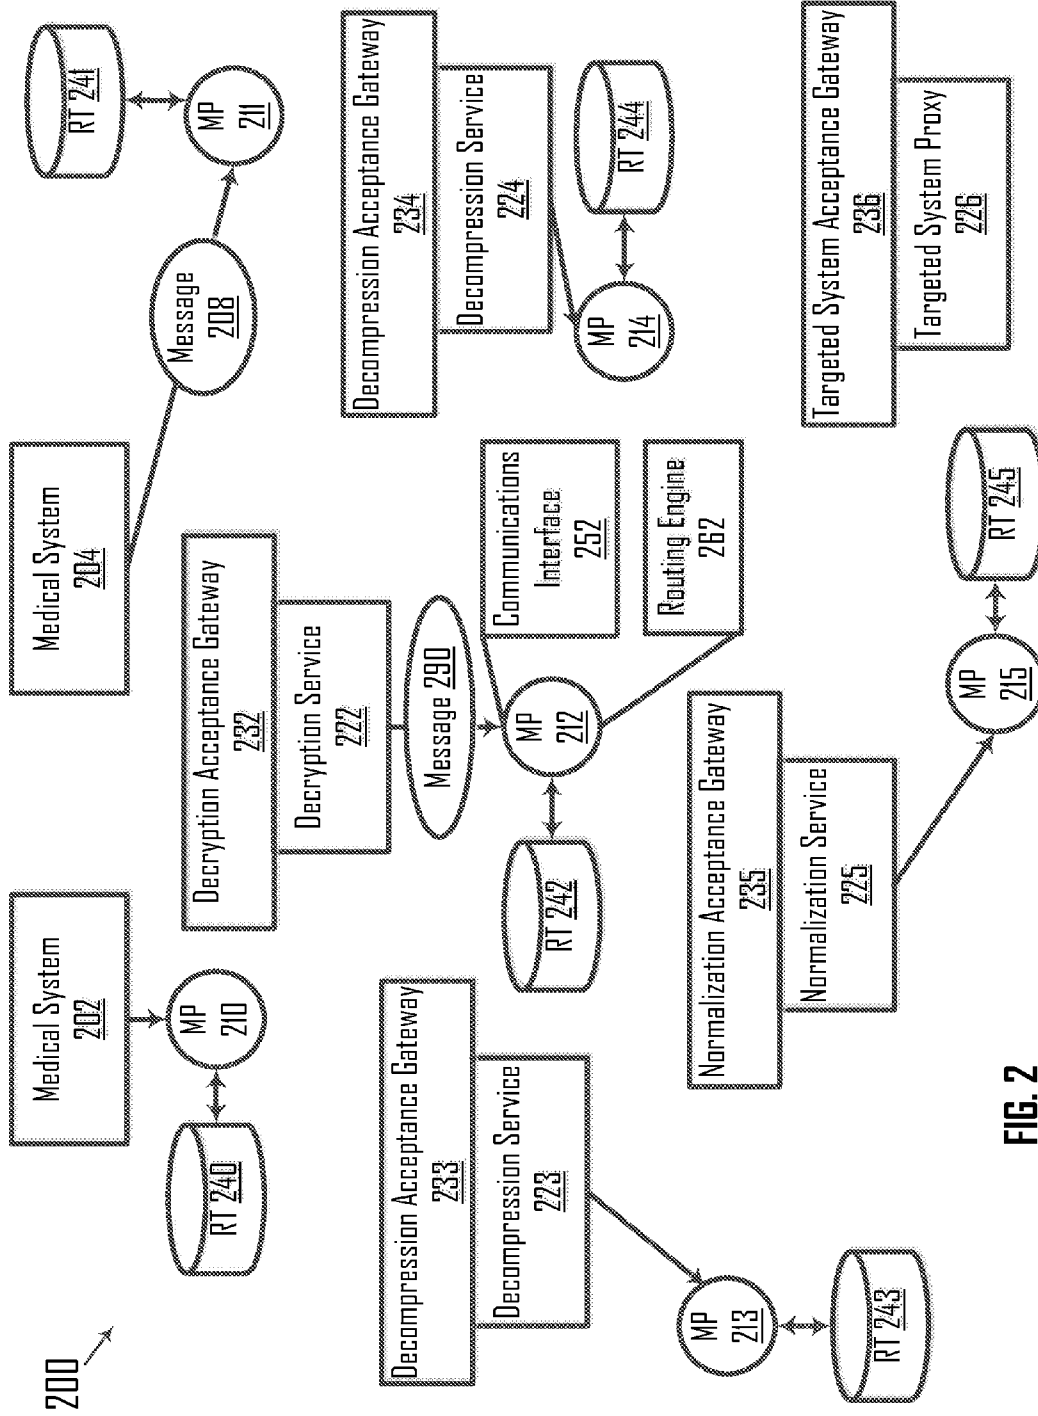 200
Medical System
202
MP
210
RT 240
Medical System
204
Message
208
MP
211
RT 241
Decryption Acceptance Gateway
232
Decryption Service
222
Message 290
MP
212
RT 242
Communications
Interface
252
Routing Engine
262
Decompression Acceptance Gateway
233
Decompression Service
223
MP
213
RT 243
Decompression Acceptance Gateway
234
Decompression Service
224
MP
214
RT 244
Normalization Acceptance Gateway
235
Normalization Service
225
MP
215
RT 245
Targeted System Acceptance Gateway
236
Targeted System Proxy
226
FIG. 2